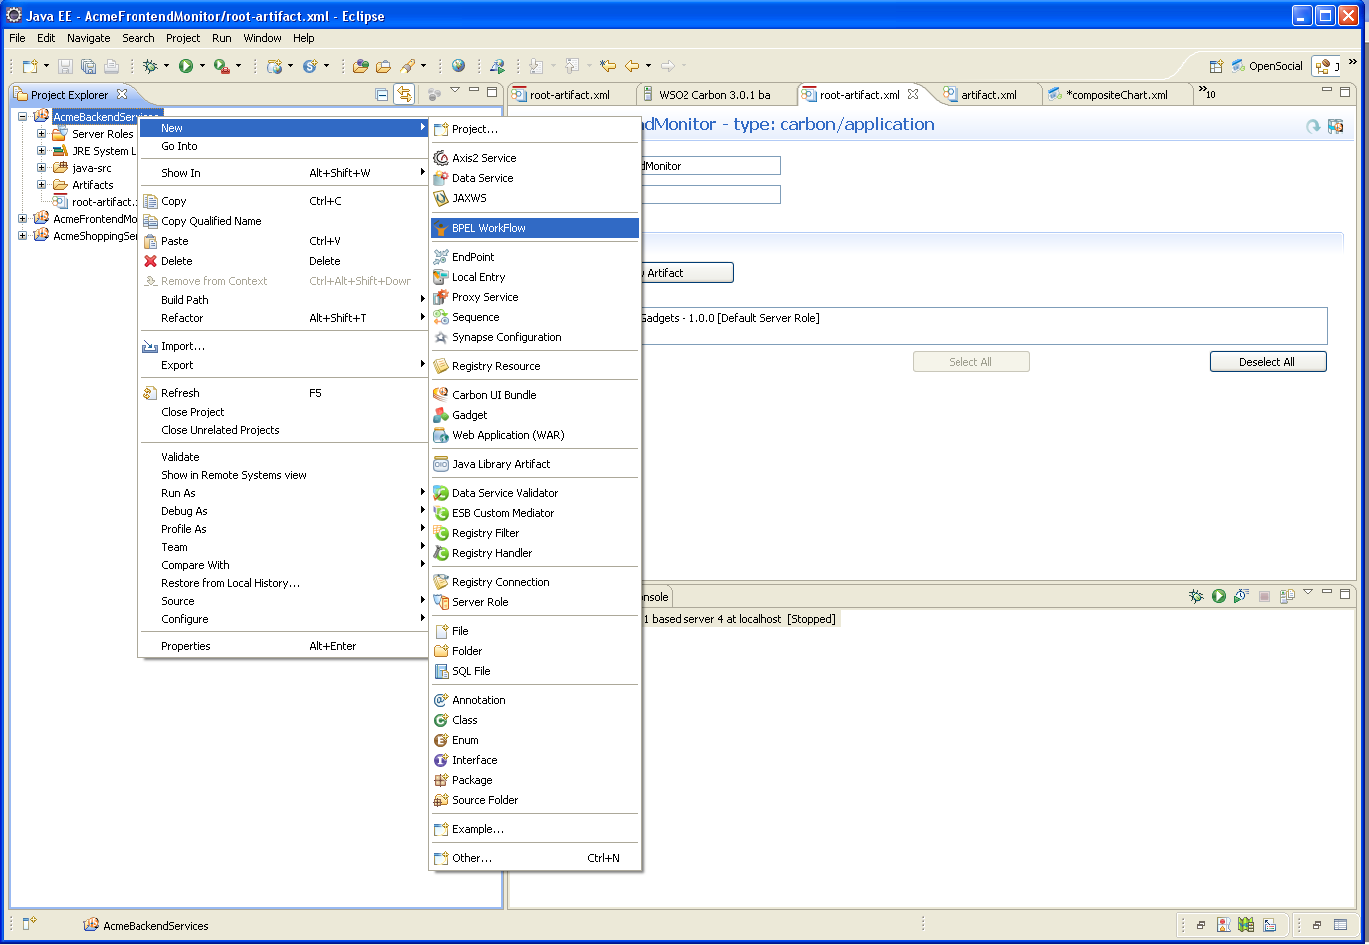 Java EE - AcmeFrontendMonitor/root-artifact.xml - Eclipse
File Edit Navigate Search Project Run Window Help
OpenSocial J »
Project Explorer
root-artifact.xml WSO2 Carbon 3.0.1 ba root-artifact.xml artifact.xml *compositeChart.xml »10
AcmeBackendServices
Server Roles
JRE System L
java-src
Artifacts
root-artifact.
AcmeFrontendMo
AcmeShoppingSer
New
Go Into
Show In Alt+Shift+W
Copy Ctrl+C
Copy Qualified Name
Paste Ctrl+V
Delete Delete
Remove from Context Ctrl+Alt+Shift+Down
Build Path
Refactor Alt+Shift+T
Import...
Export
Refresh F5
Close Project
Close Unrelated Projects
Validate
Show in Remote Systems view
Run As
Debug As
Profile As
Team
Compare With
Restore from Local History...
Source
Configure
Properties Alt+Enter
Project...
Axis2 Service
Data Service
JAXWS
BPEL WorkFlow
EndPoint
Local Entry
Proxy Service
Sequence
Synapse Configuration
Registry Resource
Carbon UI Bundle
Gadget
Web Application (WAR)
Java Library Artifact
Data Service Validator
ESB Custom Mediator
Registry Filter
Registry Handler
Registry Connection
Server Role
File
Folder
SQL File
Annotation
Class
Enum
Interface
Package
Source Folder
Example...
Other... Ctrl+N
dMonitor - type: carbon/application
dMonitor
Artifact
Gadgets - 1.0.0 [Default Server Role]
Select All Deselect All
nsole
1 based server 4 at localhost [Stopped]
AcmeBackendServices